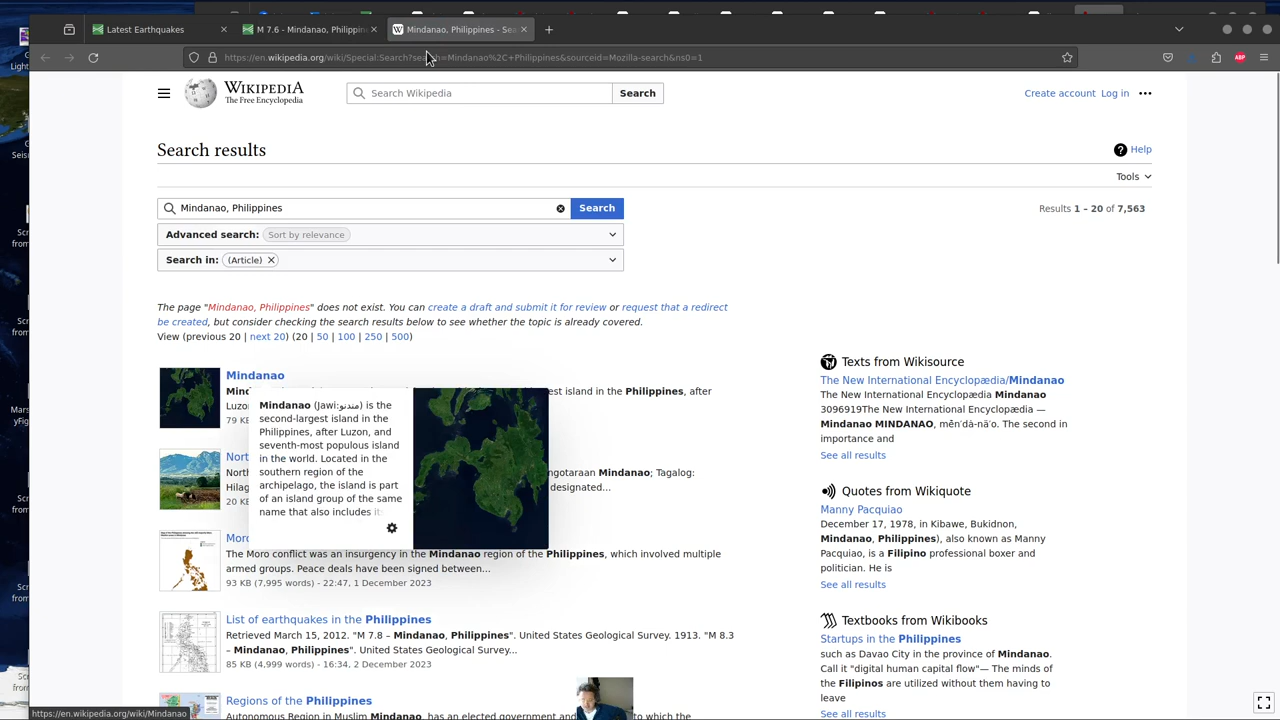 Latest Earthquakes
M 7.6 - Mindanao, Philippin
Mindanao, Philippines - Sea
https://en.wikipedia.org/wiki/Special:Search?search=Mindanao%2C+Philippines&sourceid=Mozilla-search&ns0=1
ABP
WIKIPEDIA
The Free Encyclopedia
Search Wikipedia
Search
Create account Log in
Search results
Help
Tools
Mindanao, Philippines
Search
Results 1 – 20 of 7,563
Advanced search: Sort by relevance
Search in: (Article)
The page "Mindanao, Philippines" does not exist. You can create a draft and submit it for review or request that a redirect
be created, but consider checking the search results below to see whether the topic is already covered.
View (previous 20 | next 20) (20 | 50 | 100 | 250 | 500)
Mindanao
island in the Philippines, after
Luzon
79 KB
Mindanao (Jawi:مندنو) is the
second-largest island in the
Philippines, after Luzon, and
seventh-most populous island
in the world. Located in the
southern region of the
archipelago, the island is part
of an island group of the same
name that also includes its
Nort
ngotaraan Mindanao; Tagalog:
Hilag
designated...
20 KB
Moro
The Moro conflict was an insurgency in the Mindanao region of the Philippines, which involved multiple
armed groups. Peace deals have been signed between...
93 KB (7,995 words) - 22:47, 1 December 2023
List of earthquakes in the Philippines
Retrieved March 15, 2012. "M 7.8 – Mindanao, Philippines". United States Geological Survey. 1913. "M 8.3
– Mindanao, Philippines". United States Geological Survey...
85 KB (4,999 words) - 16:34, 2 December 2023
Regions of the Philippines
Autonomous Region in Muslim Mindanao, has an elected government and to which the
Texts from Wikisource
The New International Encyclopædia/Mindanao
The New International Encyclopædia Mindanao
3096919The New International Encyclopædia —
Mindanao MINDANAO, mēn'dȧ-nä'o. The second in
importance and
See all results
Quotes from Wikiquote
Manny Pacquiao
December 17, 1978, in Kibawe, Bukidnon,
Mindanao, Philippines), also known as Manny
Pacquiao, is a Filipino professional boxer and
politician. He is
See all results
Textbooks from Wikibooks
Startups in the Philippines
such as Davao City in the province of Mindanao.
Call it "digital human capital flow"— The minds of
the Filipinos are utilized without them having to
leave
See all results
https://en.wikipedia.org/wiki/Mindanao